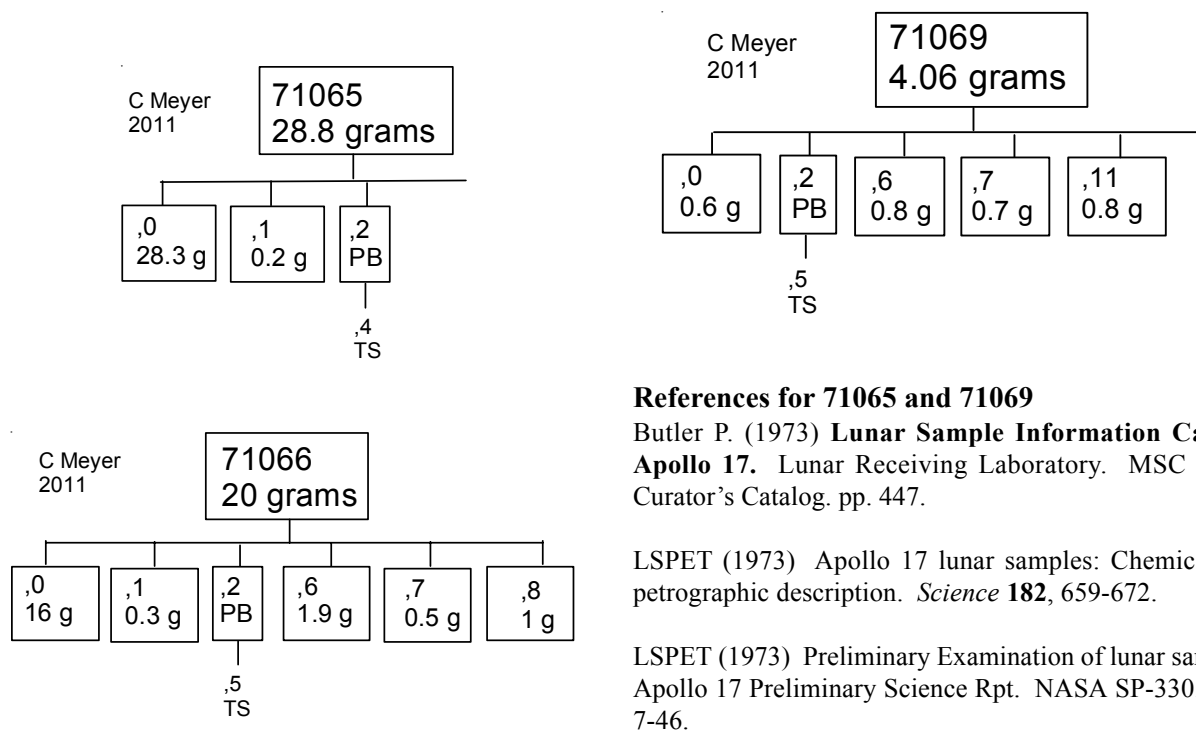 C Meyer
2011
71065
28.8 grams
,0
28.3 g
,1
0.2 g
,2
PB
,4
TS
C Meyer
2011
71066
20 grams
,0
16 g
,1
0.3 g
,2
PB
,6
1.9 g
,7
0.5 g
,8
1 g
,5
TS
C Meyer
2011
71069
4.06 grams
,0
0.6 g
,2
PB
,6
0.8 g
,7
0.7 g
,11
0.8 g
,5
TS
References for 71065 and 71069
Butler P. (1973) Lunar Sample Information Ca
Apollo 17. Lunar Receiving Laboratory. MSC
Curator’s Catalog. pp. 447.
LSPET (1973) Apollo 17 lunar samples: Chemic
petrographic description. Science 182, 659-672.
LSPET (1973) Preliminary Examination of lunar sa
Apollo 17 Preliminary Science Rpt. NASA SP-330
7-46.